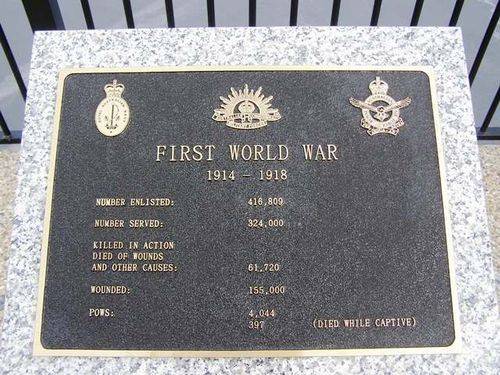 FIRST WORLD WAR
1914 - 1918
NUMBER ENLISTED: 416,809
NUMBER SERVED: 324,000
KILLED IN ACTION
DIED OF WOUNDS
AND OTHER CAUSES: 61,720
WOUNDED: 155,000
POWS: 4,044
397 (DIED WHILE CAPTIVE)